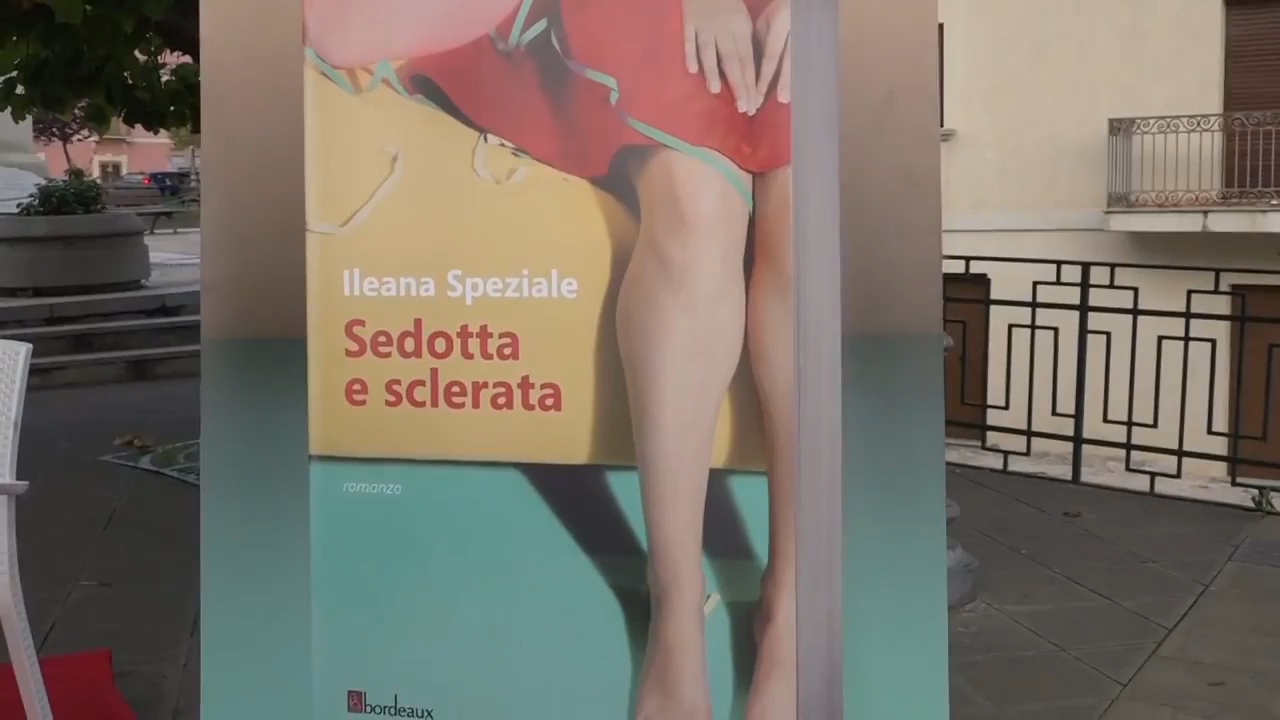 Ileana Speziale
Sedotta
e sclerata
romanzo
bordeaux